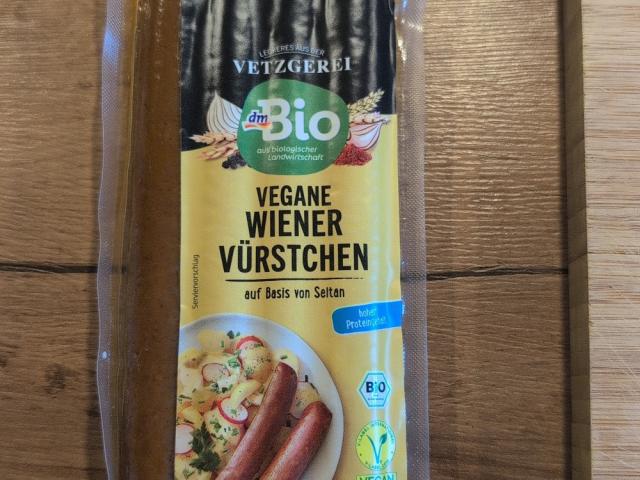 LECKERES AUS DER
VETZGEREI
dm Bio
aus biologischer
Landwirtschaft
VEGANE
WIENER
VÜRSTCHEN
auf Basis von Seitan
Serviervorschlag
hoher
Proteingehalt
BiO
VEGAN